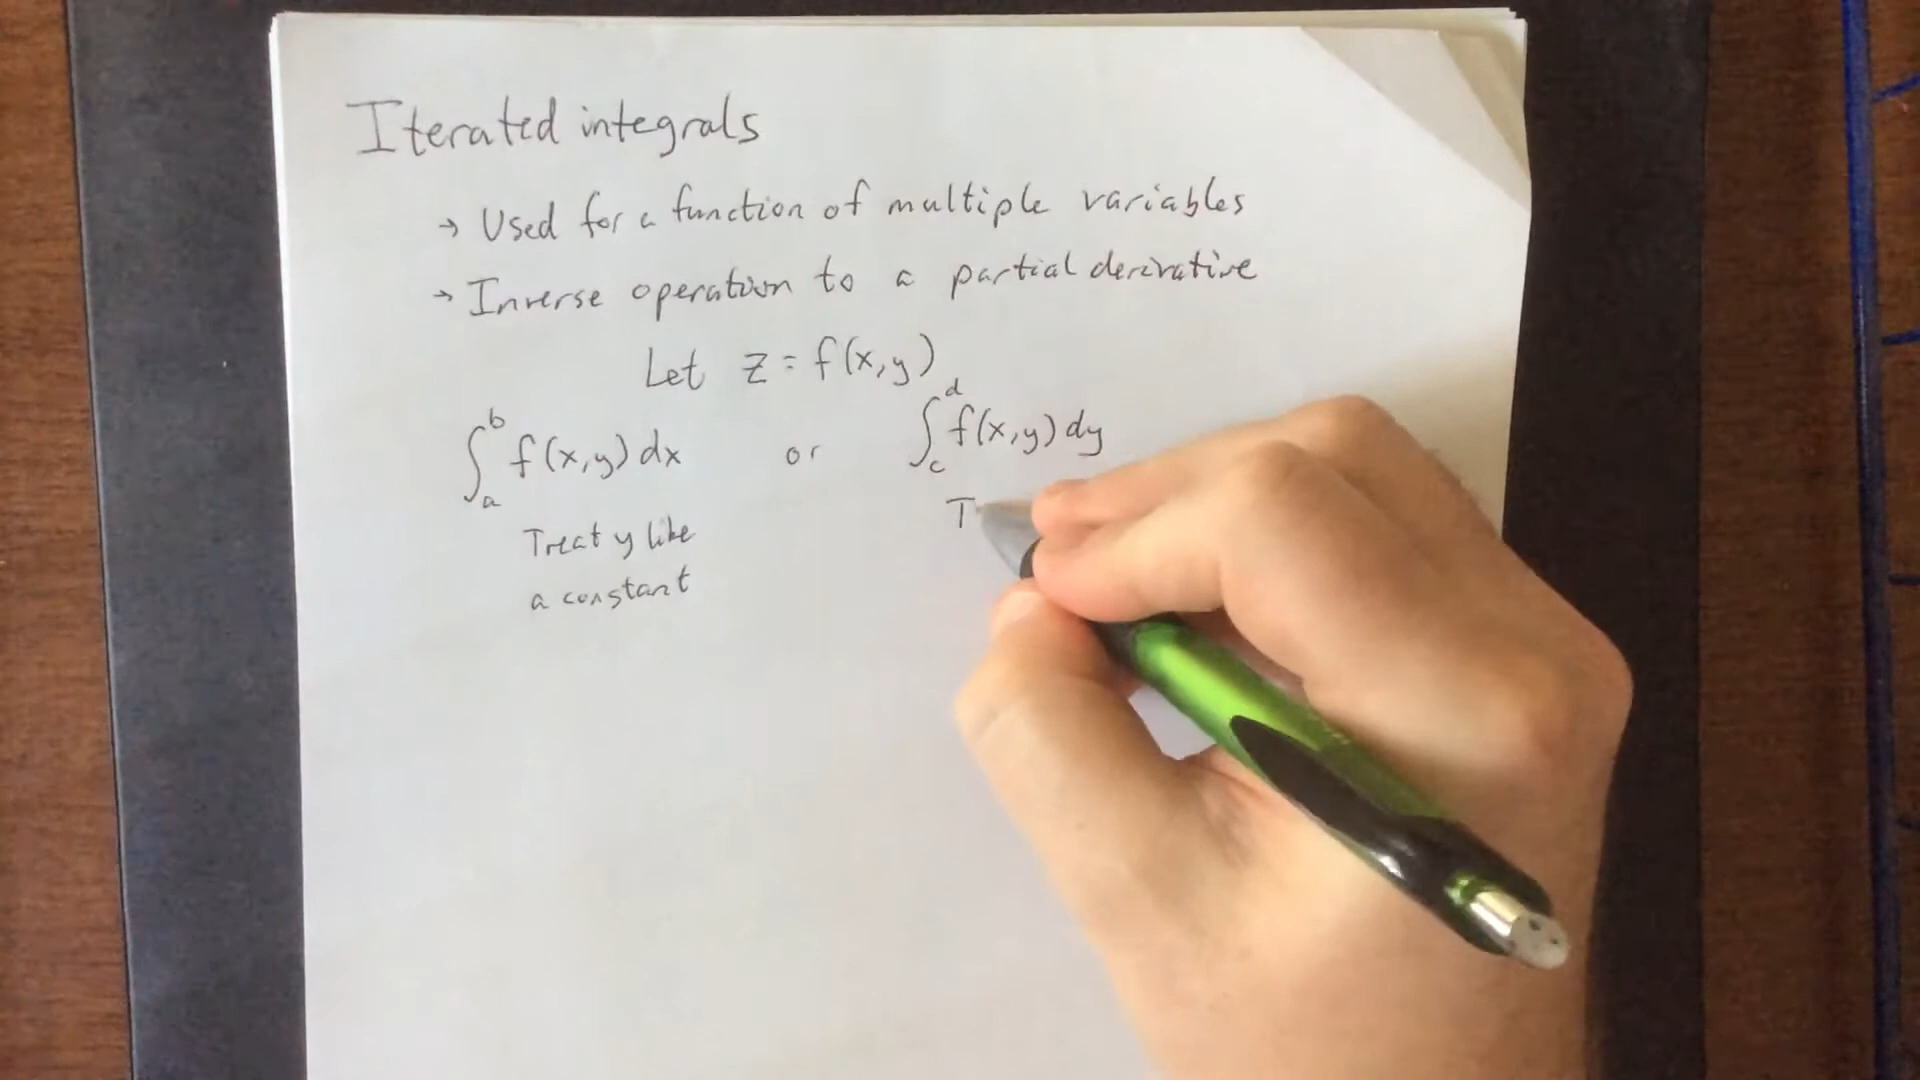 Iterated integrals
→ Used for a function of multiple variables
→ Inverse operation to a partial derivative
Let z = f(x,y)
∫_a^b f(x,y) dx or ∫_c^d f(x,y) dy
Treat y like
a constant
T